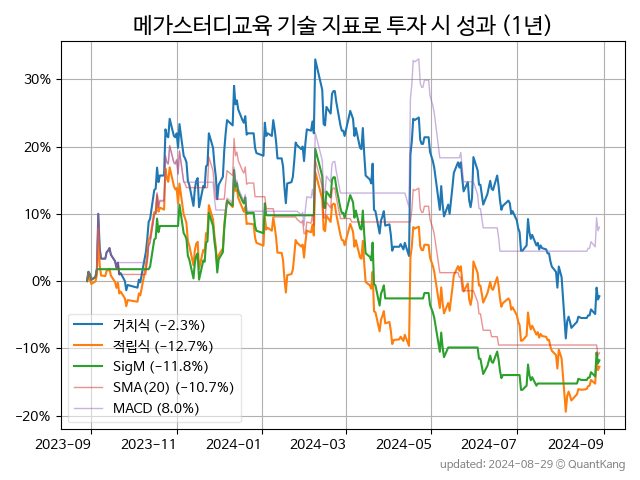 메가스터디교육 기술 지표로 투자 시 성과 (1년)
30%
20%
10%
0%
−10%
−20%
거치식 (−2.3%)
적립식 (−12.7%)
SigM (−11.8%)
SMA(20) (−10.7%)
MACD (8.0%)
2023-09 2023-11 2024-01 2024-03 2024-05 2024-07 2024-09
updated: 2024-08-29 © QuantKang